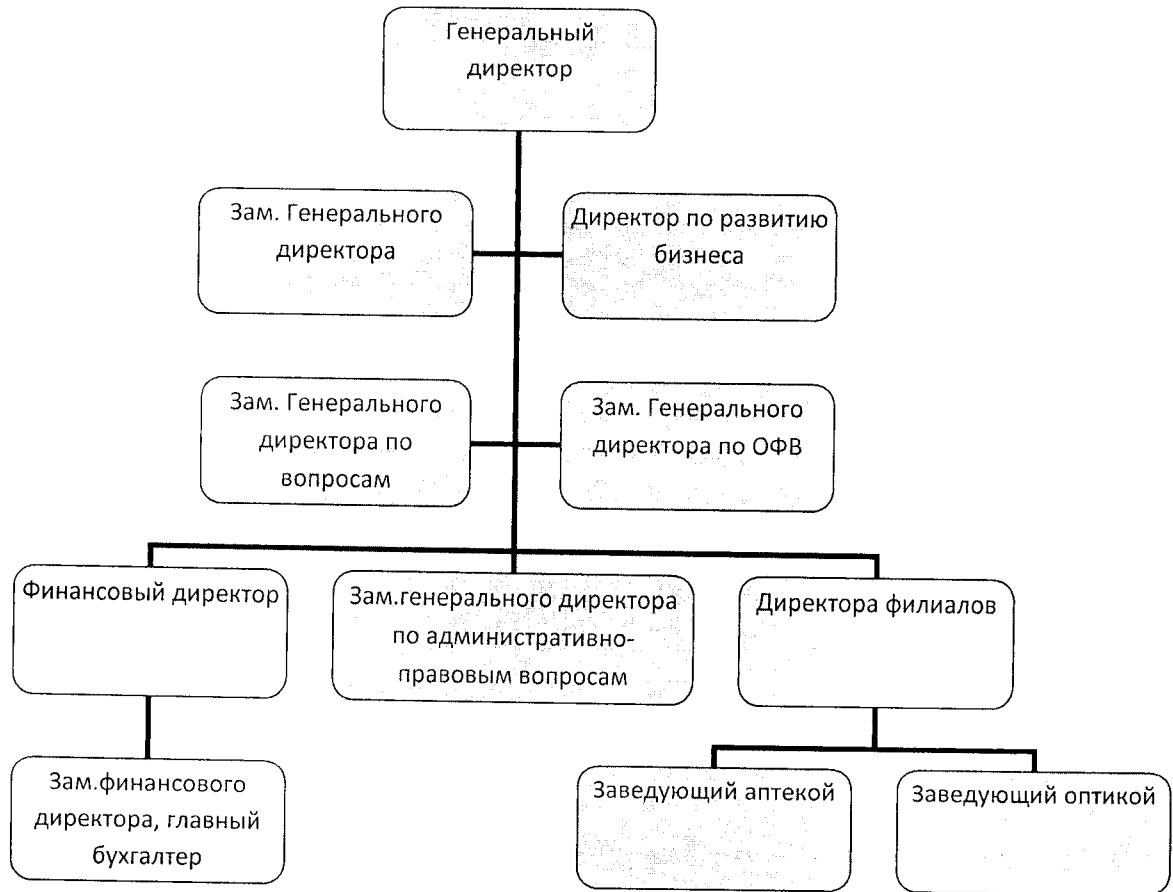 Генеральный
директор
Зам. Генерального
директора
Директор по развитию
бизнеса
Зам. Генерального
директора по
вопросам
Зам. Генерального
директора по ОФВ
Финансовый директор
Зам.генерального директора
по административно-
правовым вопросам
Директора филиалов
Зам.финансового
директора, главный
бухгалтер
Заведующий аптекой
Заведующий оптикой